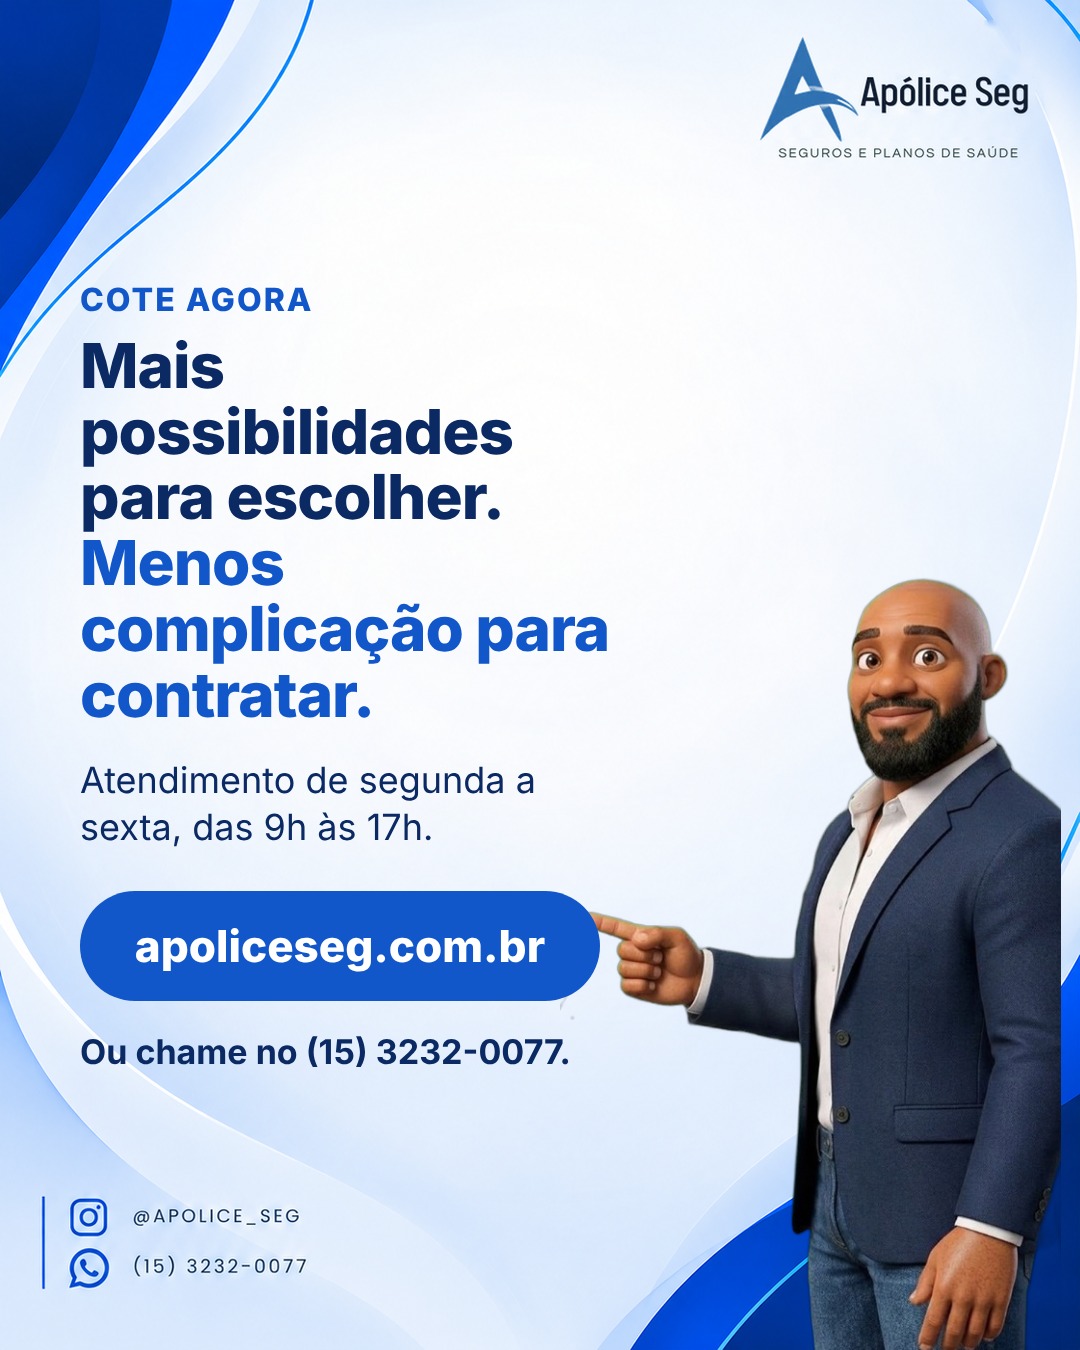 Apólice Seg
SEGUROS E PLANOS DE SAÚDE
COTE AGORA
Mais
possibilidades
para escolher.
Menos
complicação para
contratar.
Atendimento de segunda a
sexta, das 9h às 17h.
apoliceseg.com.br
Ou chame no (15) 3232-0077.
@APOLICE_SEG
(15) 3232-0077